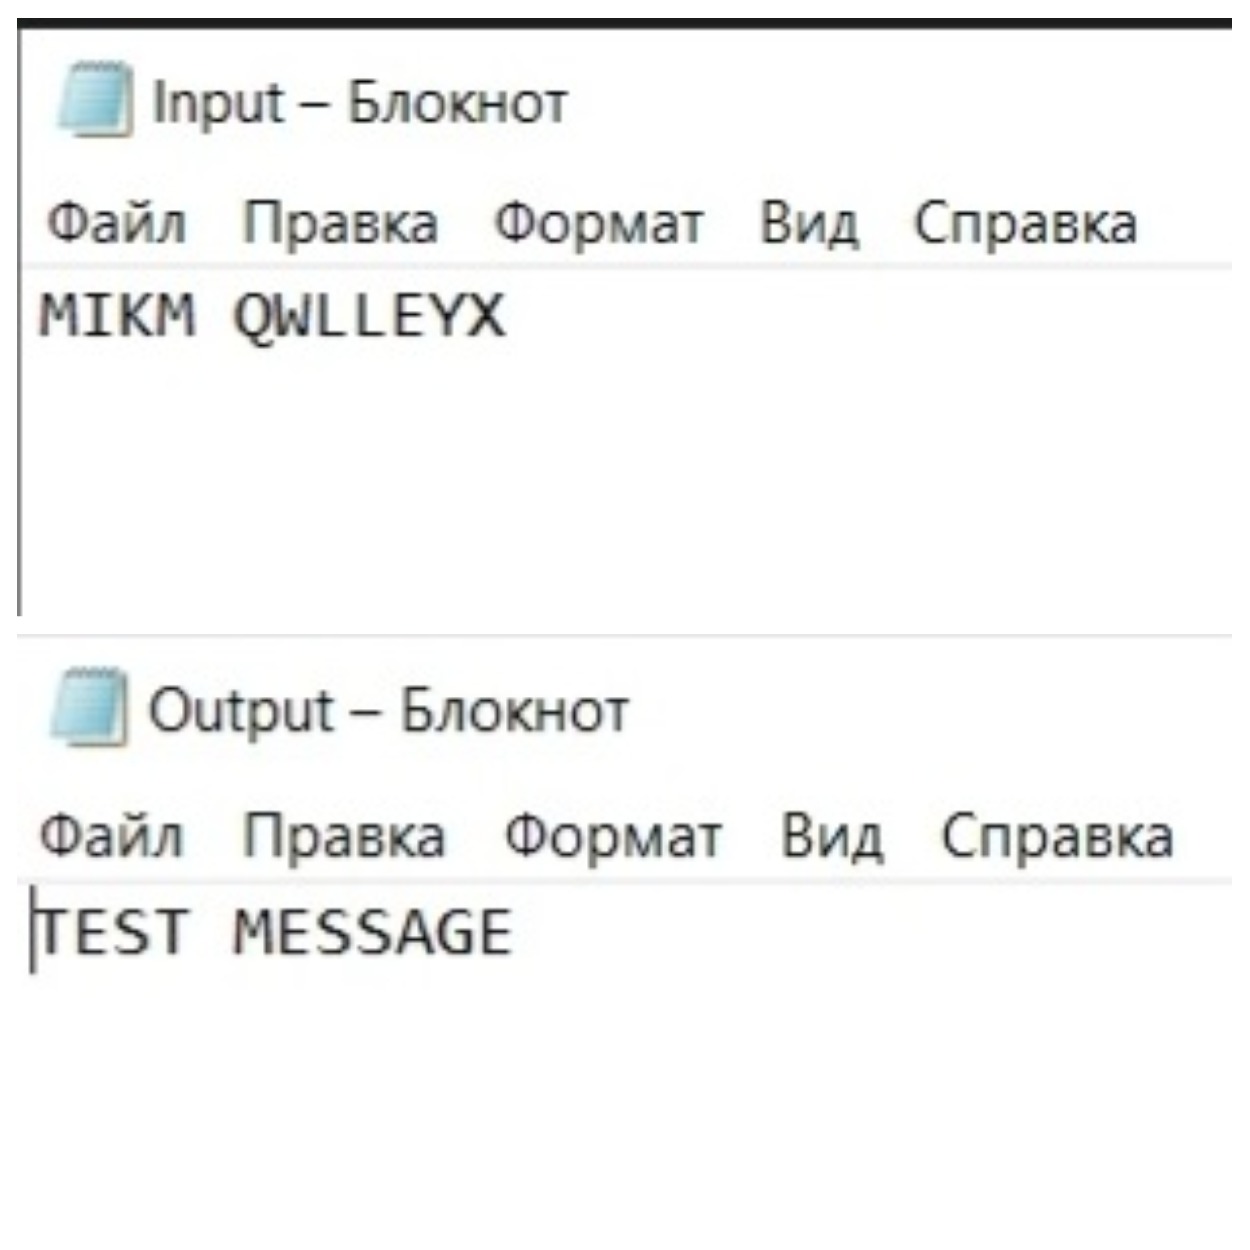 Input – Блокнот
Файл Правка Формат Вид Справка
MIKM QWLLEYX
Output – Блокнот
Файл Правка Формат Вид Справка
TEST MESSAGE